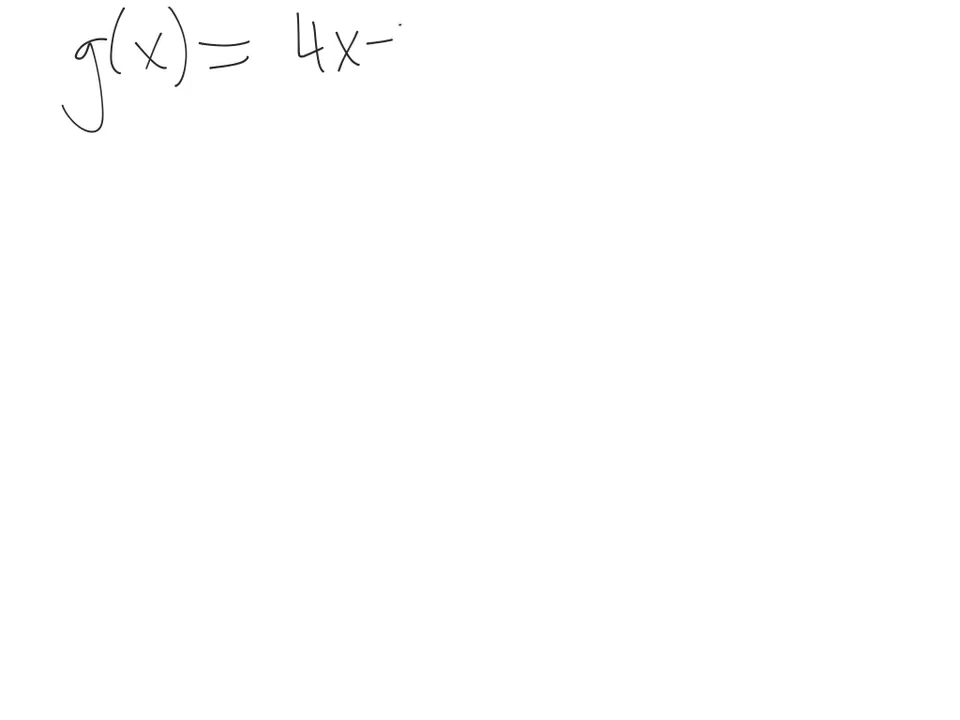 g(x) = 4x-